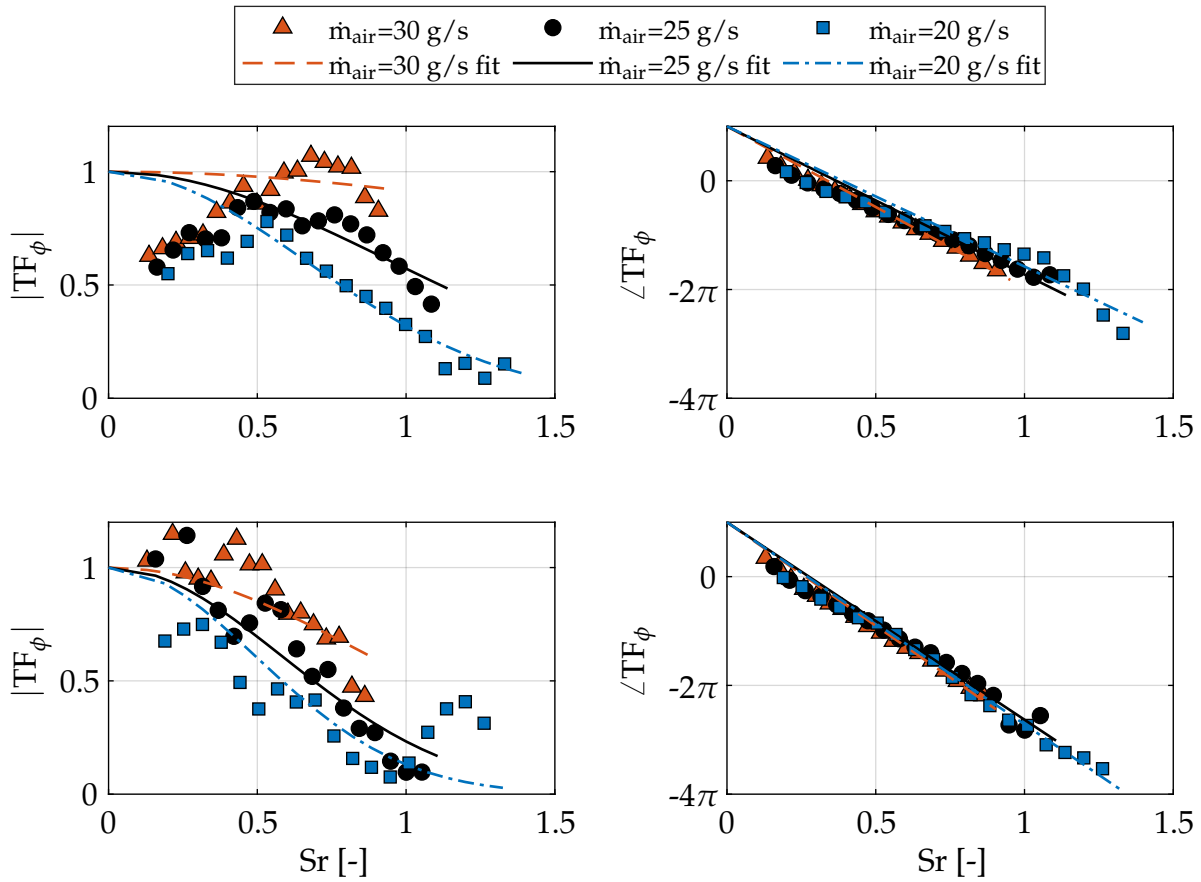 ṁair=30 g/s ṁair=25 g/s ṁair=20 g/s
ṁair=30 g/s fit ṁair=25 g/s fit ṁair=20 g/s fit
|TFϕ|
1
0.5
0
0 0.5 1 1.5
∠TFϕ
0
-2π
-4π
0 0.5 1 1.5
|TFϕ|
1
0.5
0
0 0.5 1 1.5
Sr [-]
∠TFϕ
0
-2π
-4π
0 0.5 1 1.5
Sr [-]